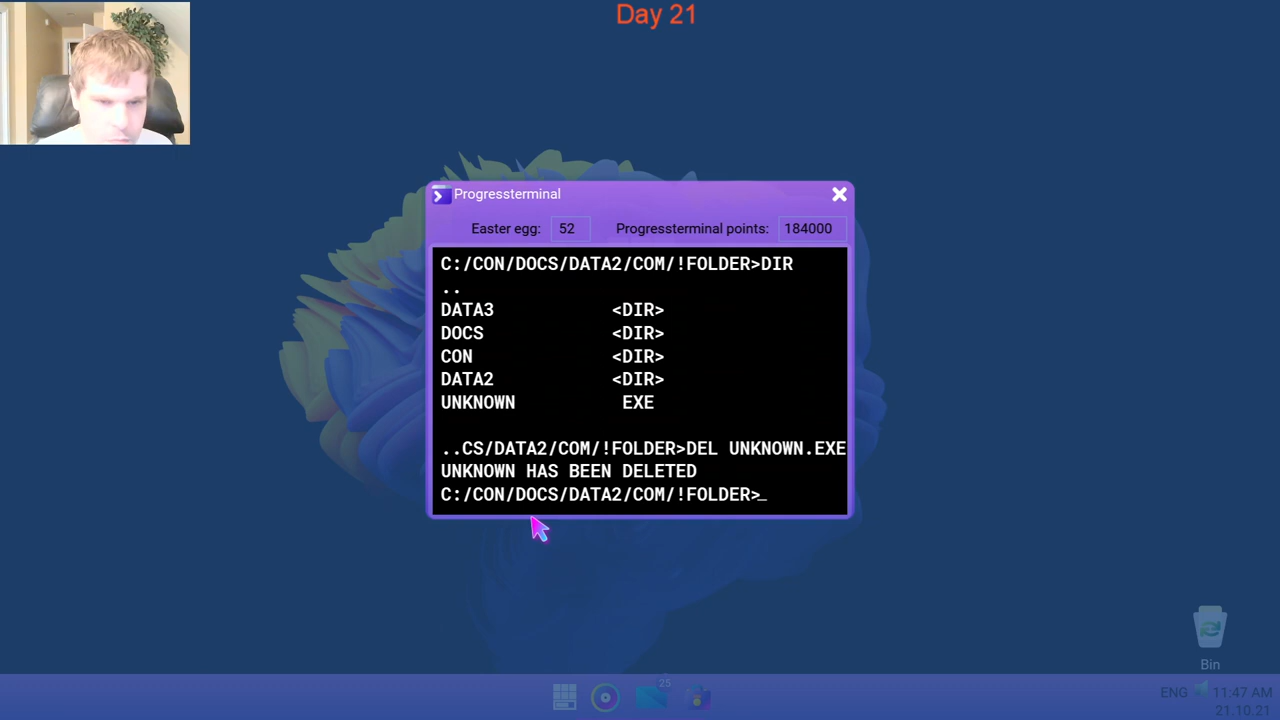 Day 21
Progressterminal
Easter egg: 52 Progressterminal points: 184000
C:/CON/DOCS/DATA2/COM/!FOLDER>DIR
..
DATA3 <DIR>
DOCS <DIR>
CON <DIR>
DATA2 <DIR>
UNKNOWN EXE
..CS/DATA2/COM/!FOLDER>DEL UNKNOWN.EXE
UNKNOWN HAS BEEN DELETED
C:/CON/DOCS/DATA2/COM/!FOLDER>_
Bin
25
ENG 11:47 AM
21.10.21